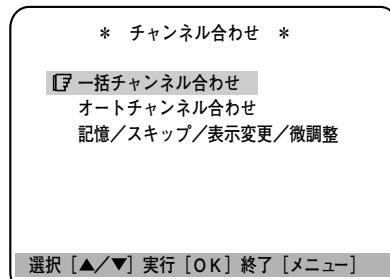 ＊ チャンネル合わせ ＊
一括チャンネル合わせ
オートチャンネル合わせ
記憶／スキップ／表示変更／微調整
選択［▲／▼］実行［ＯＫ］終了［メニュー］